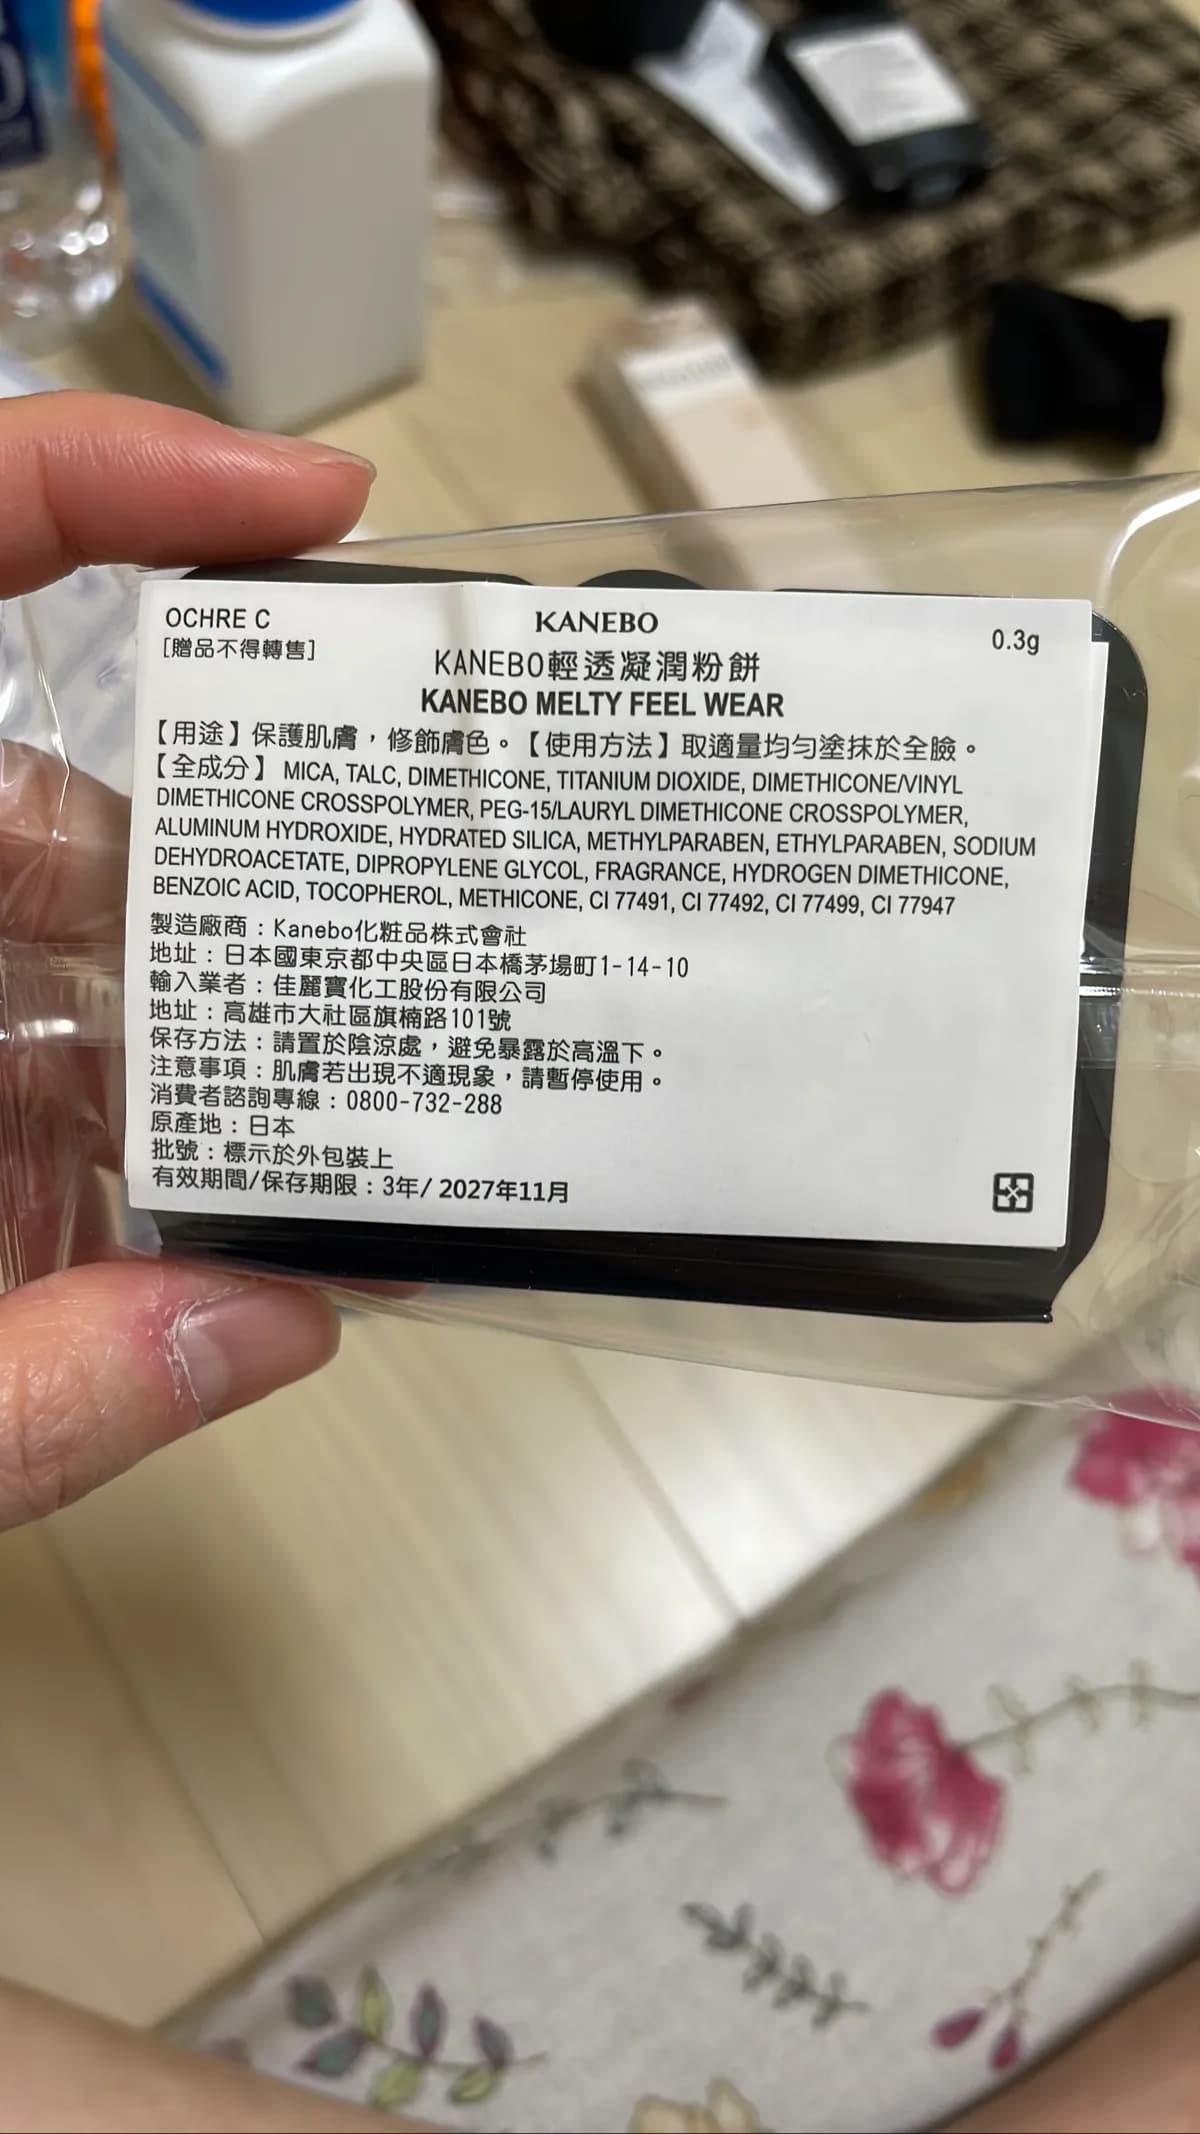 OCHRE C
KANEBO
0.3g
[贈品不得轉售]
KANEBO輕透凝潤粉餅
KANEBO MELTY FEEL WEAR
【用途】保護肌膚，修飾膚色。【使用方法】取適量均勻塗抹於全臉。
【全成分】 MICA, TALC, DIMETHICONE, TITANIUM DIOXIDE, DIMETHICONE/VINYL
DIMETHICONE CROSSPOLYMER, PEG-15/LAURYL DIMETHICONE CROSSPOLYMER,
ALUMINUM HYDROXIDE, HYDRATED SILICA, METHYLPARABEN, ETHYLPARABEN, SODIUM
DEHYDROACETATE, DIPROPYLENE GLYCOL, FRAGRANCE, HYDROGEN DIMETHICONE,
BENZOIC ACID, TOCOPHEROL, METHICONE, CI 77491, CI 77492, CI 77499, CI 77947
製造廠商：Kanebo化粧品株式會社
地址：日本國東京都中央區日本橋茅場町1-14-10
輸入業者：佳麗寶化工股份有限公司
地址：高雄市大社區旗楠路101號
保存方法：請置於陰涼處，避免暴露於高溫下。
注意事項：肌膚若出現不適現象，請暫停使用。
消費者諮詢專線：0800-732-288
原產地：日本
批號：標示於外包裝上
有效期間/保存期限：3年/ 2027年11月